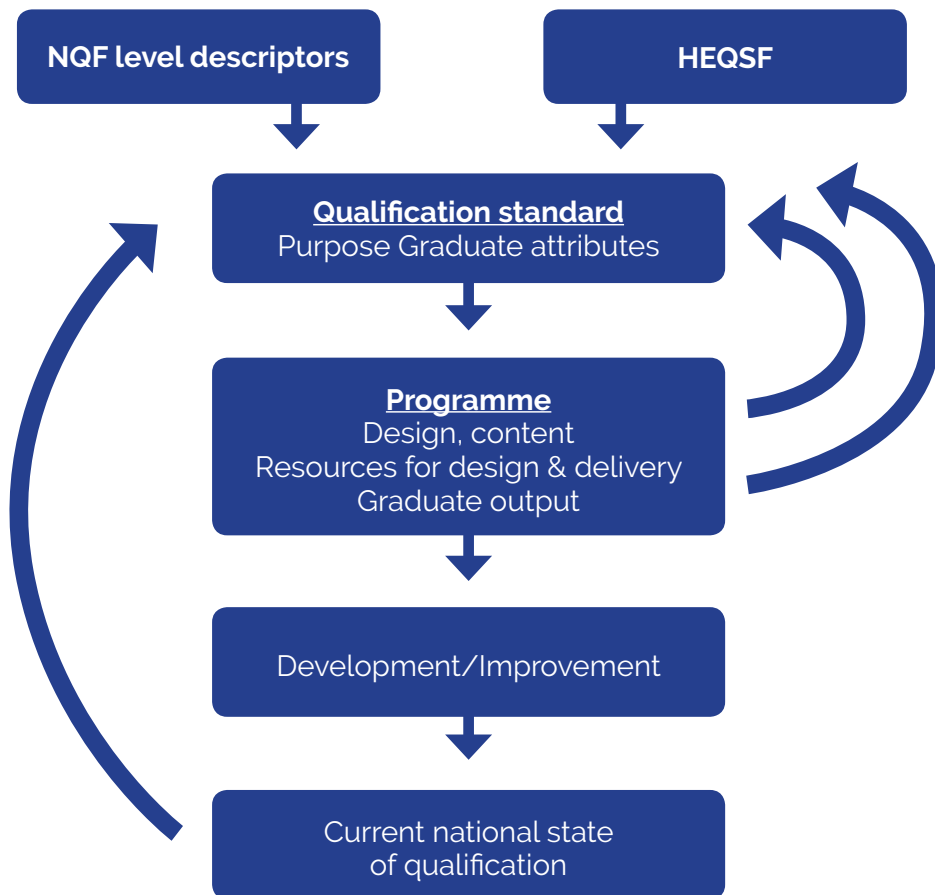 NQF level descriptors
HEQSF
Qualification standard
Purpose Graduate attributes
Programme
Design, content
Resources for design & delivery
Graduate output
Development/Improvement
Current national state
of qualification